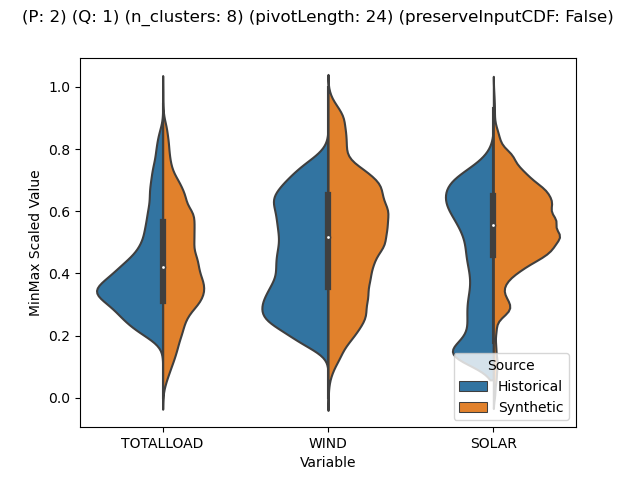 (P: 2) (Q: 1) (n_clusters: 8) (pivotLength: 24) (preserveInputCDF: False)
1.0
0.8
0.6
0.4
0.2
0.0
MinMax Scaled Value
Source
Historical
Synthetic
TOTALLOAD WIND SOLAR
Variable